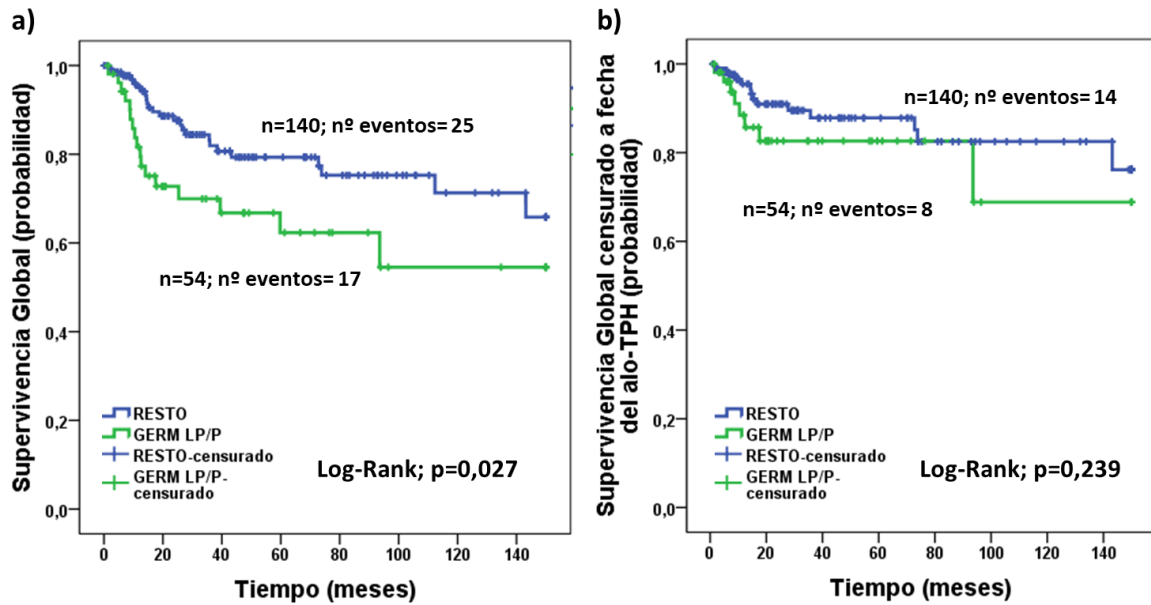 a)
Supervivencia Global (probabilidad)
1,0
0,8
0,6
0,4
0,2
0,0
n=140; nº eventos= 25
n=54; nº eventos= 17
RESTO
GERM LP/P
RESTO-censurado
GERM LP/P-
censurado
Log-Rank; p=0,027
0
20
40
60
80
100
120
140
Tiempo (meses)
b)
Supervivencia Global censurado a fecha
del alo-TPH (probabilidad)
1,0
0,8
0,6
0,4
0,2
0,0
n=140; nº eventos= 14
n=54; nº eventos= 8
RESTO
GERM LP/P
RESTO-censurado
GERM LP/P-
censurado
Log-Rank; p=0,239
0
20
40
60
80
100
120
140
Tiempo (meses)